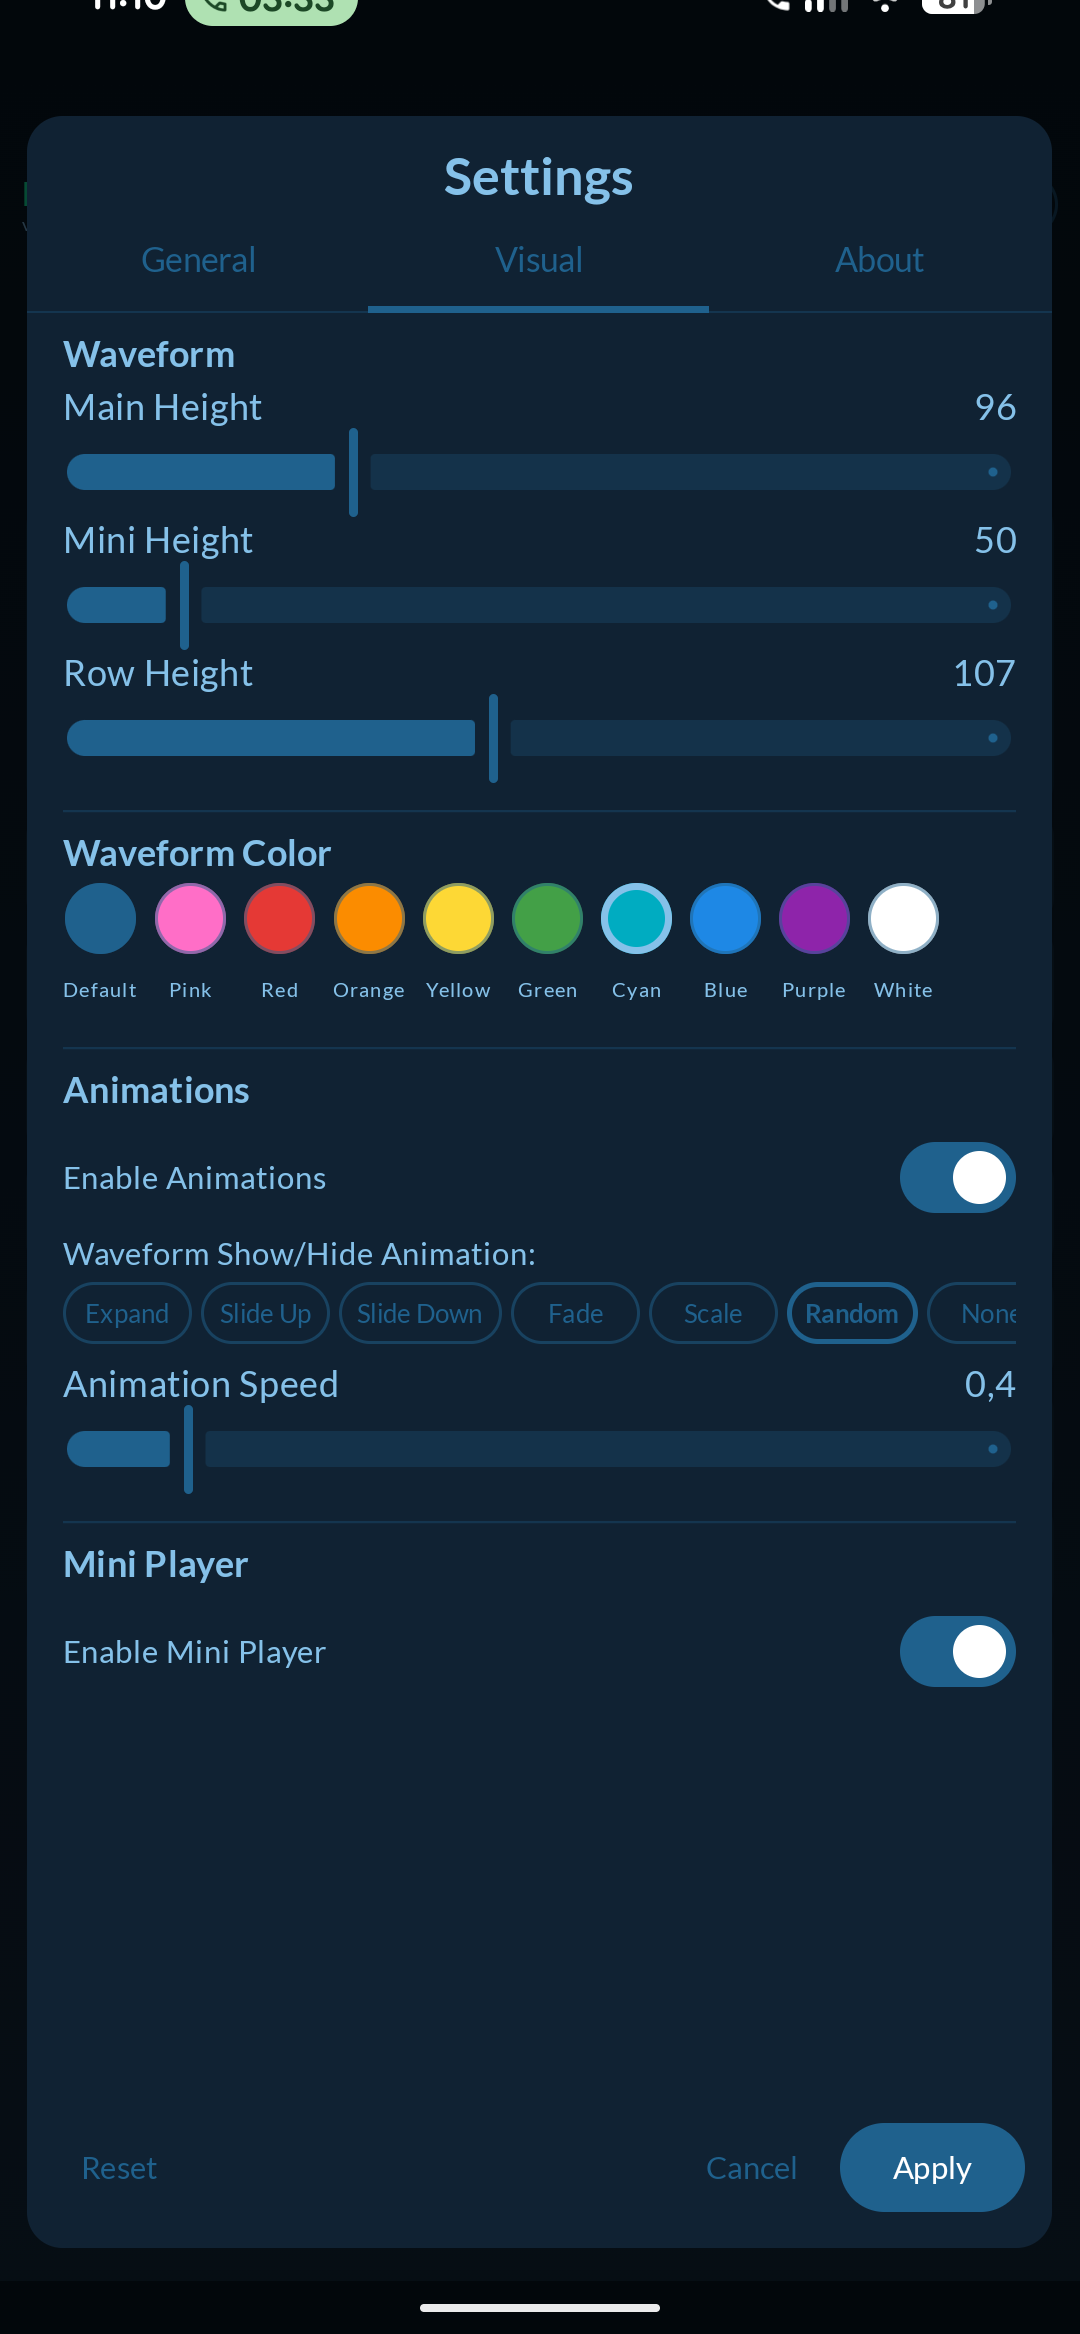 Settings
General Visual About
Waveform
Main Height 96
Mini Height 50
Row Height 107
Waveform Color
Default Pink Red Orange Yellow Green Cyan Blue Purple White
Animations
Enable Animations
Waveform Show/Hide Animation:
Expand Slide Up Slide Down Fade Scale Random None
Animation Speed 0,4
Mini Player
Enable Mini Player
Reset Cancel Apply